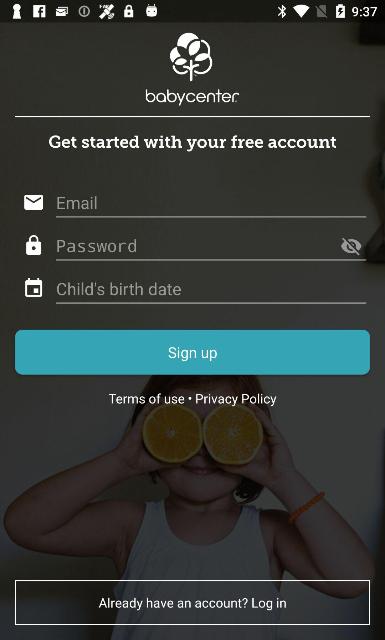 9:37
babycenter
Get started with your free account
Email
Password
Child's birth date
Sign up
Terms of use • Privacy Policy
Already have an account? Log in